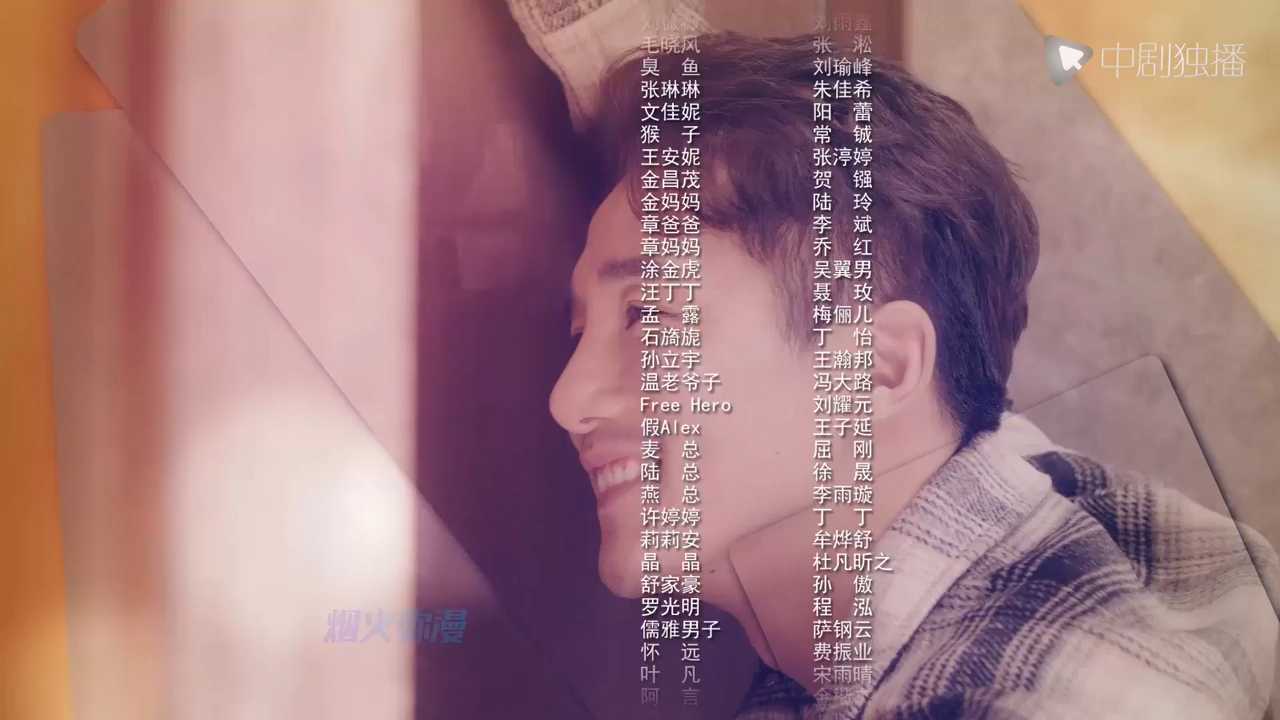 中剧独播
刘雨鑫
毛晓风 张 淞
臭 鱼 刘瑜峰
张琳琳 朱佳希
文佳妮 阳 蕾
猴 子 常 铖
王安妮 张渟婷
金昌茂 贺 镪
金妈妈 陆 玲
章爸爸 李 斌
章妈妈 乔 红
涂金虎 吴翼男
汪丁丁 聂 玫
孟 露 梅俪儿
石旖旎 丁 怡
孙立宇 王瀚邦
温老爷子 冯大路
Free Hero 刘耀元
假Alex 王子延
麦 总 屈 刚
陆 总 徐 晟
燕 总 李雨璇
许婷婷 丁 丁
莉莉安 牟烨舒
晶 晶 杜凡昕之
舒家豪 孙 傲
罗光明 程 泓
儒雅男子 萨钢云
怀 远 费振业
叶 凡 宋雨晴
阿 言
烟火弥漫